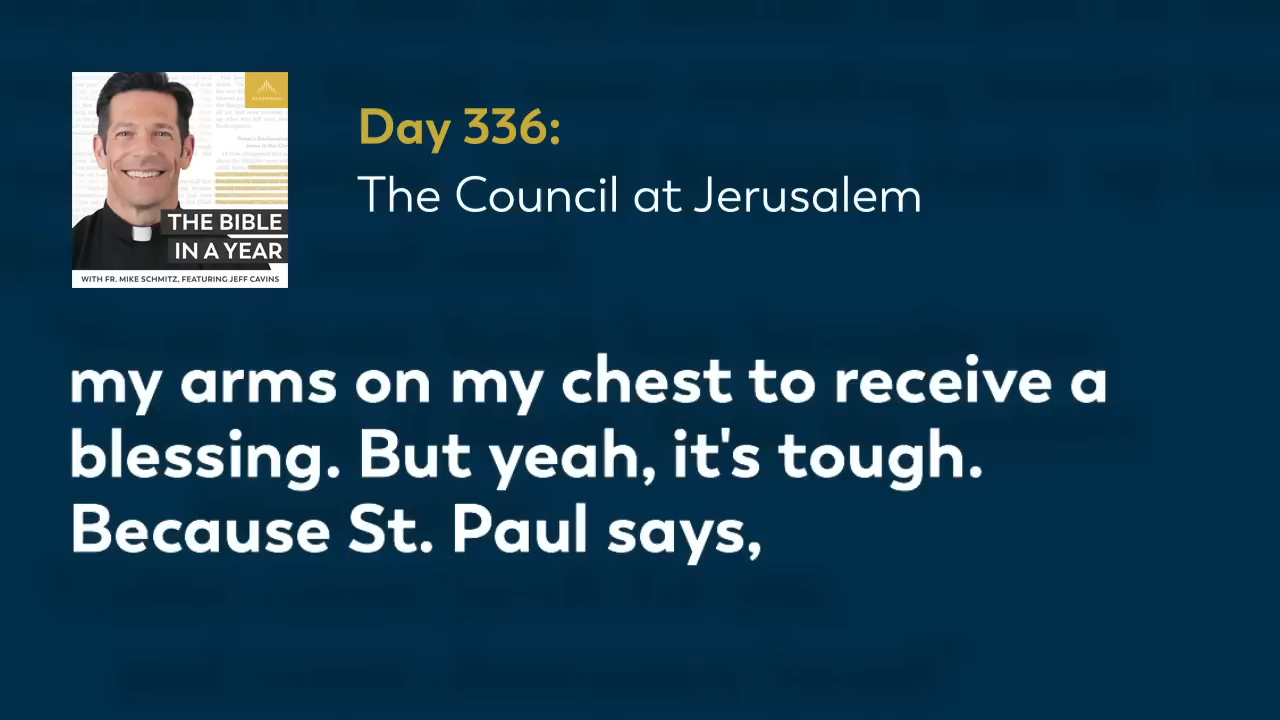 Day 336:
The Council at Jerusalem
THE BIBLE
IN A YEAR
WITH FR. MIKE SCHMITZ, FEATURING JEFF CAVINS
my arms on my chest to receive a
blessing. But yeah, it's tough.
Because St. Paul says,